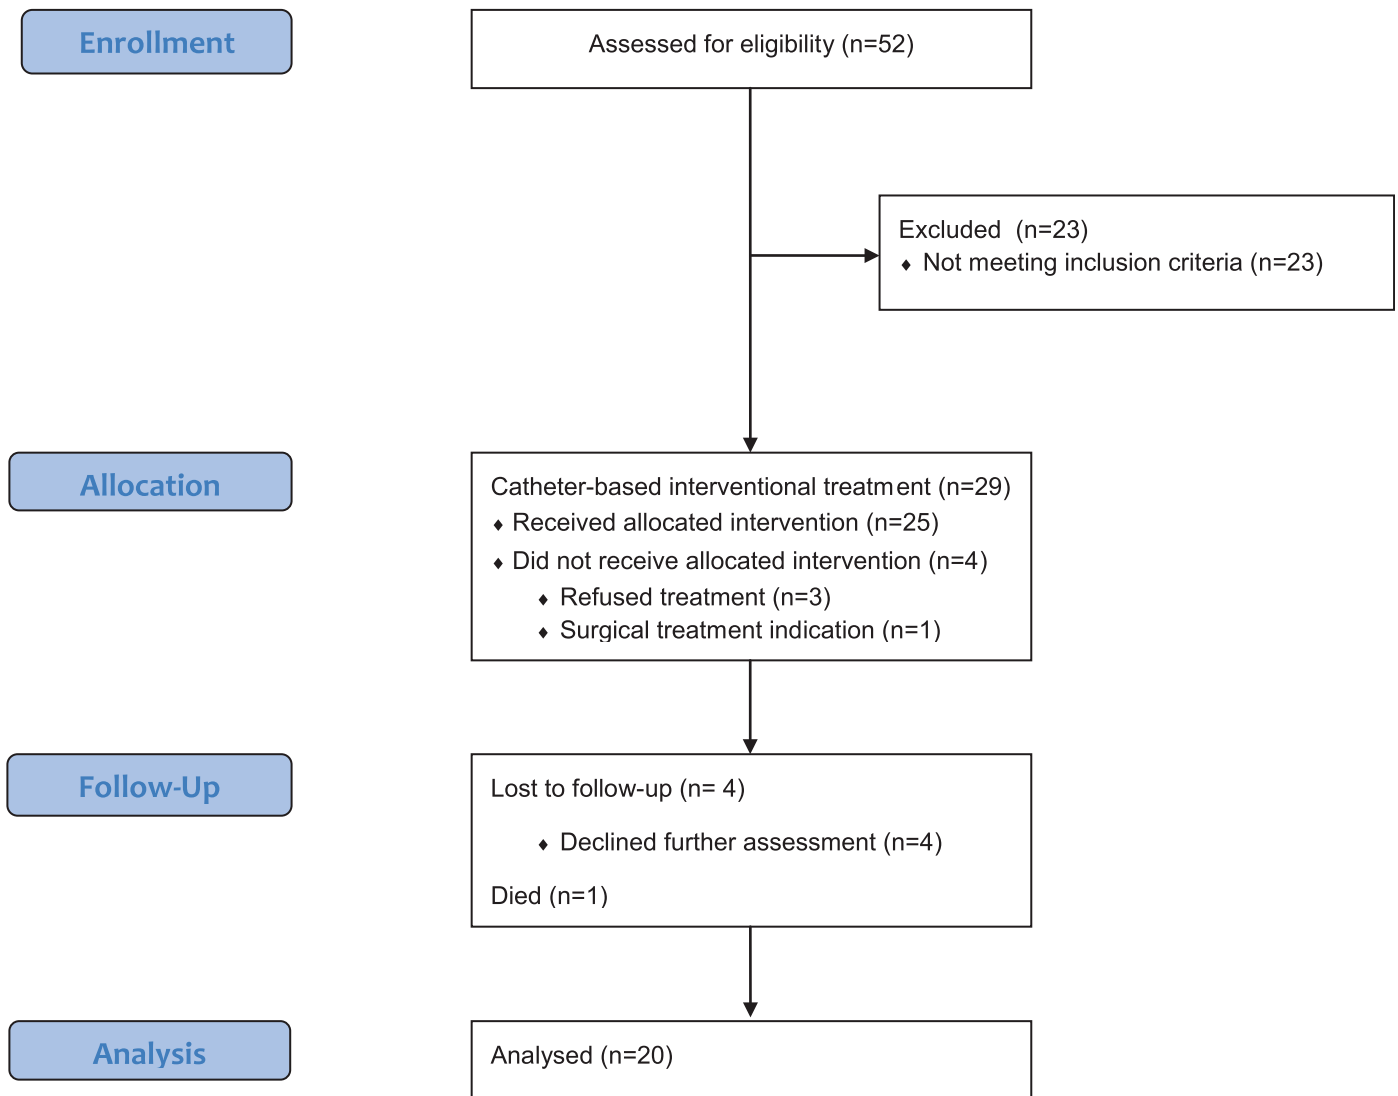 Enrollment
Assessed for eligibility (n=52)
Excluded (n=23)
♦ Not meeting inclusion criteria (n=23)
Allocation
Catheter-based interventional treatment (n=29)
♦ Received allocated intervention (n=25)
♦ Did not receive allocated intervention (n=4)
♦ Refused treatment (n=3)
♦ Surgical treatment indication (n=1)
Follow-Up
Lost to follow-up (n= 4)
♦ Declined further assessment (n=4)
Died (n=1)
Analysis
Analysed (n=20)